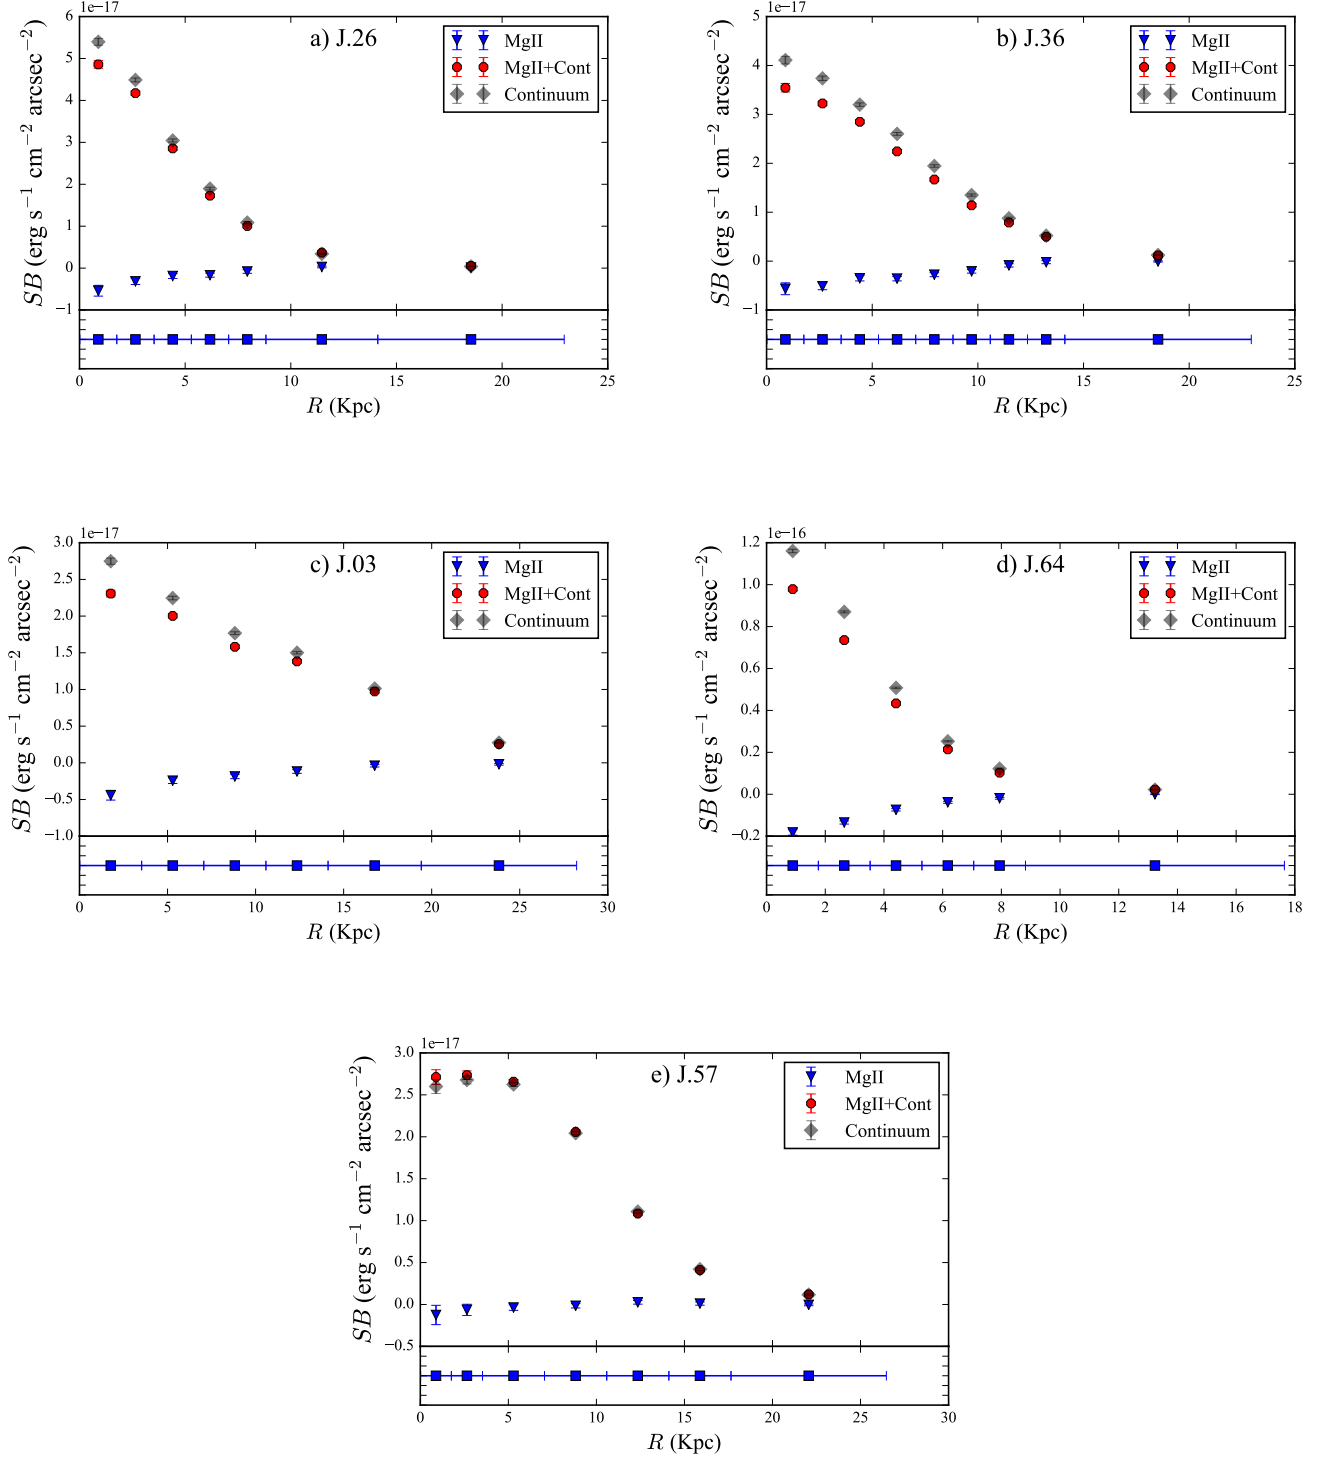 1e−17
a) J.26
MgII
MgII+Cont
Continuum
SB (erg s−1 cm−2 arcsec−2)
6
5
4
3
2
1
0
−1
0 5 10 15 20 25
R (Kpc)
1e−17
b) J.36
MgII
MgII+Cont
Continuum
SB (erg s−1 cm−2 arcsec−2)
5
4
3
2
1
0
−1
0 5 10 15 20 25
R (Kpc)
1e−17
c) J.03
MgII
MgII+Cont
Continuum
SB (erg s−1 cm−2 arcsec−2)
3.0
2.5
2.0
1.5
1.0
0.5
0.0
−0.5
−1.0
0 5 10 15 20 25 30
R (Kpc)
1e−16
d) J.64
MgII
MgII+Cont
Continuum
SB (erg s−1 cm−2 arcsec−2)
1.2
1.0
0.8
0.6
0.4
0.2
0.0
−0.2
0 2 4 6 8 10 12 14 16 18
R (Kpc)
1e−17
e) J.57
MgII
MgII+Cont
Continuum
SB (erg s−1 cm−2 arcsec−2)
3.0
2.5
2.0
1.5
1.0
0.5
0.0
−0.5
0 5 10 15 20 25 30
R (Kpc)